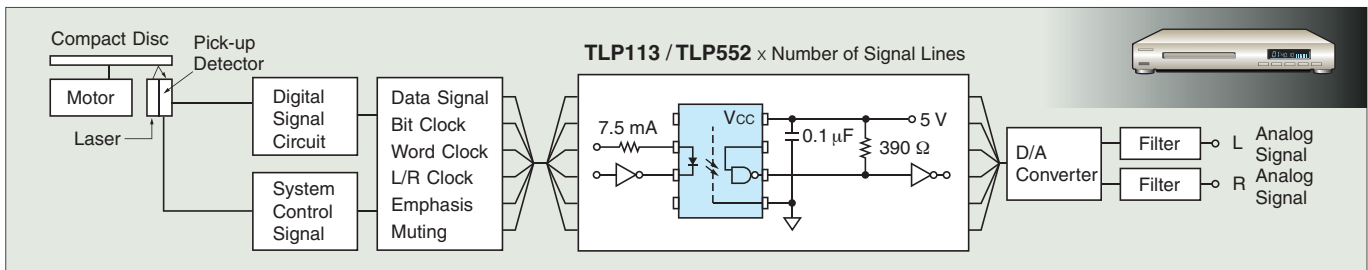 Compact Disc
Pick-up
Detector
Motor
Laser
Digital
Signal
Circuit
System
Control
Signal
Data Signal
Bit Clock
Word Clock
L/R Clock
Emphasis
Muting
TLP113 / TLP552 x Number of Signal Lines
7.5 mA
VCC
5 V
0.1 μF
390 Ω
D/A
Converter
Filter
L Analog
Signal
Filter
R Analog
Signal